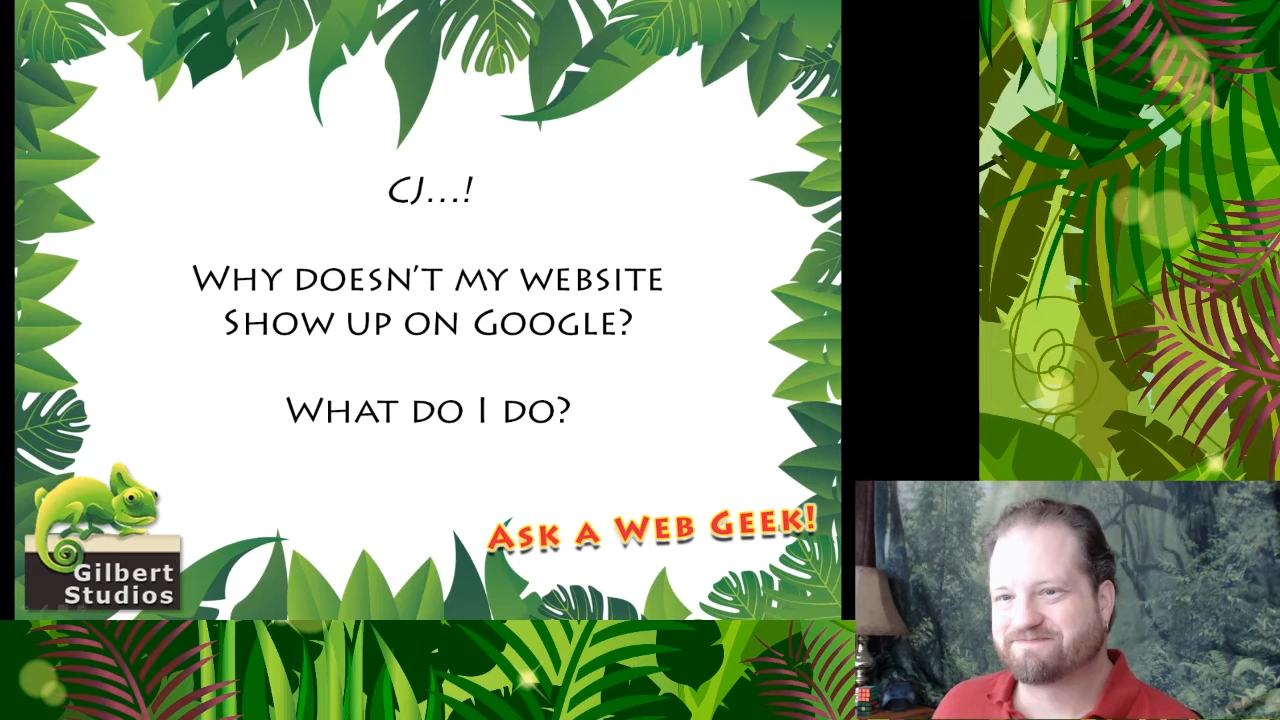 CJ...!
Why doesn't my website
Show up on Google?
What do I do?
Ask a Web Geek!
Gilbert
Studios